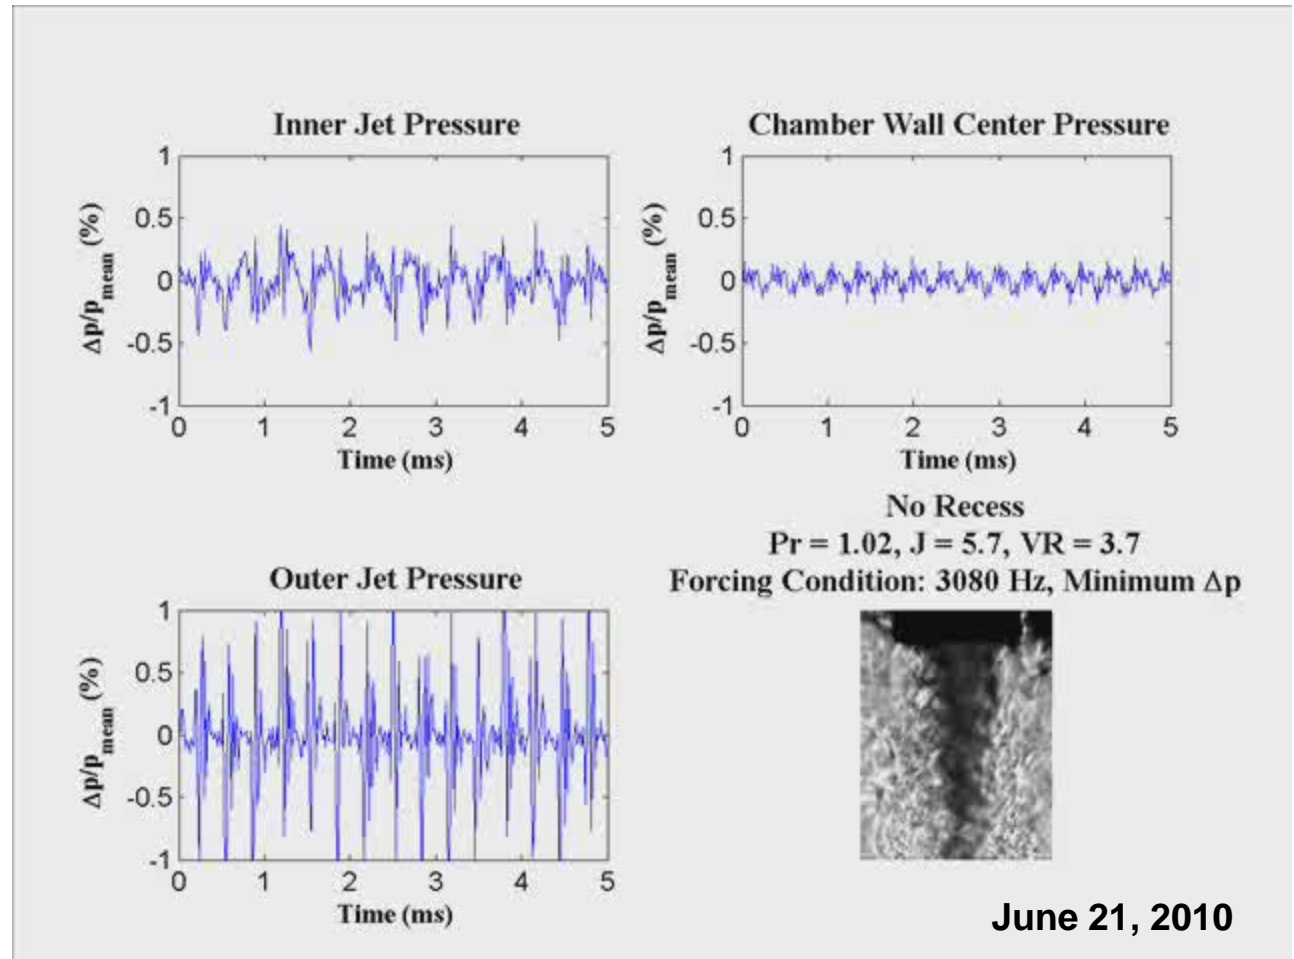 Inner Jet Pressure
1
0.5
0
-0.5
-1
Δp/p_mean (%)
0 1 2 3 4 5
Time (ms)
Chamber Wall Center Pressure
1
0.5
0
-0.5
-1
Δp/p_mean (%)
0 1 2 3 4 5
Time (ms)
Outer Jet Pressure
1
0.5
0
-0.5
-1
Δp/p_mean (%)
0 1 2 3 4 5
Time (ms)
No Recess
Pr = 1.02, J = 5.7, VR = 3.7
Forcing Condition: 3080 Hz, Minimum Δp
June 21, 2010